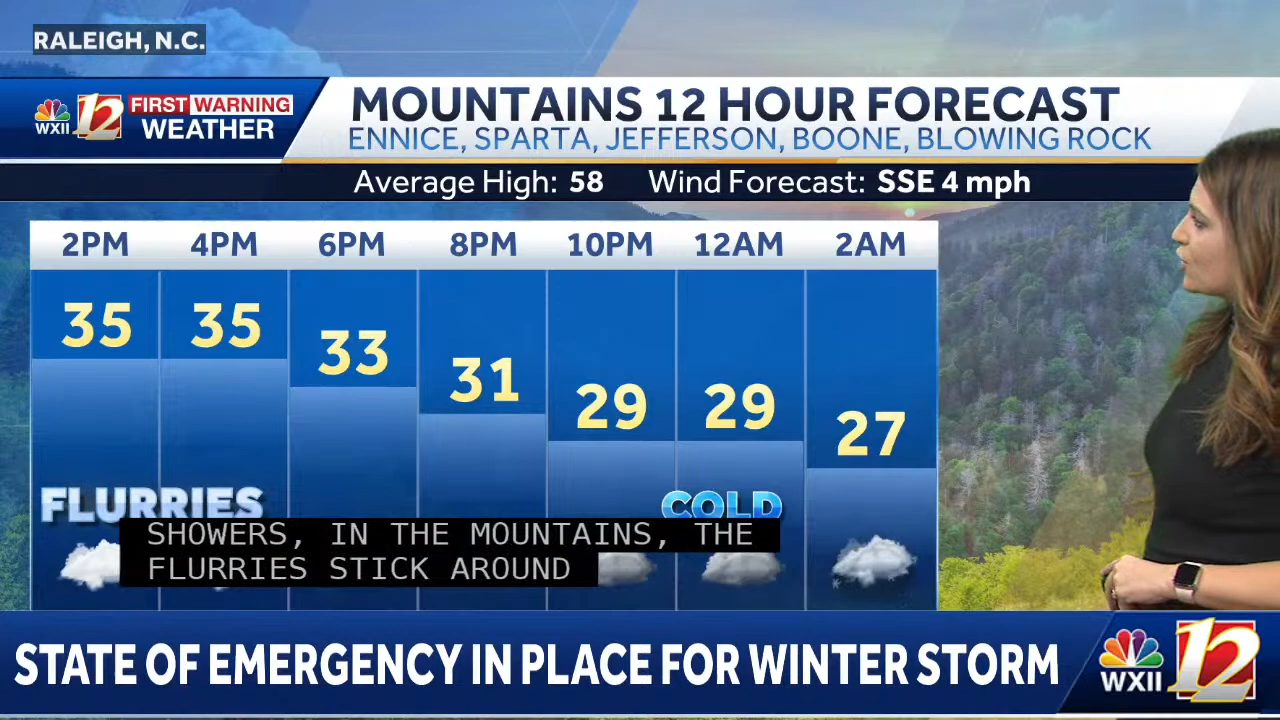 RALEIGH, N.C.
WXII 12 FIRST WARNING
WEATHER
MOUNTAINS 12 HOUR FORECAST
ENNICE, SPARTA, JEFFERSON, BOONE, BLOWING ROCK
Average High: 58 Wind Forecast: SSE 4 mph
2PM 4PM 6PM 8PM 10PM 12AM 2AM
35 35 33 31 29 29 27
FLURRIES COLD
SHOWERS, IN THE MOUNTAINS, THE
FLURRIES STICK AROUND
STATE OF EMERGENCY IN PLACE FOR WINTER STORM
WXII 12